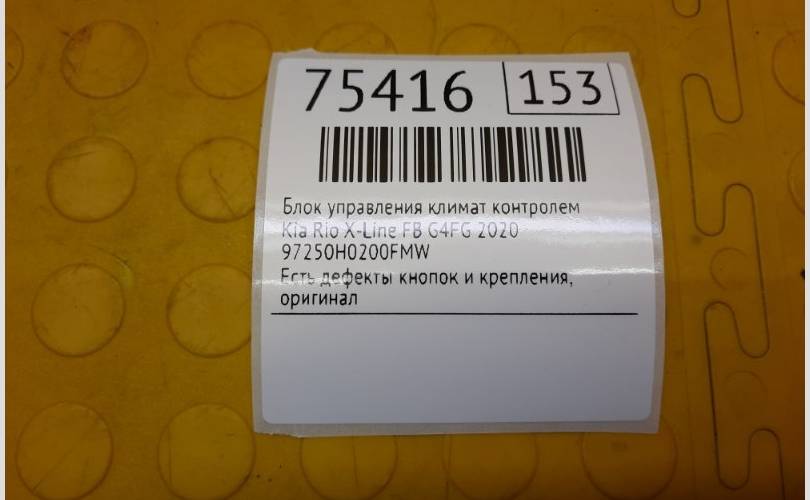 75416 153
Блок управления климат контролем
Kia Rio X-Line FB G4FG 2020
97250H0200FMW
Есть дефекты кнопок и крепления,
оригинал